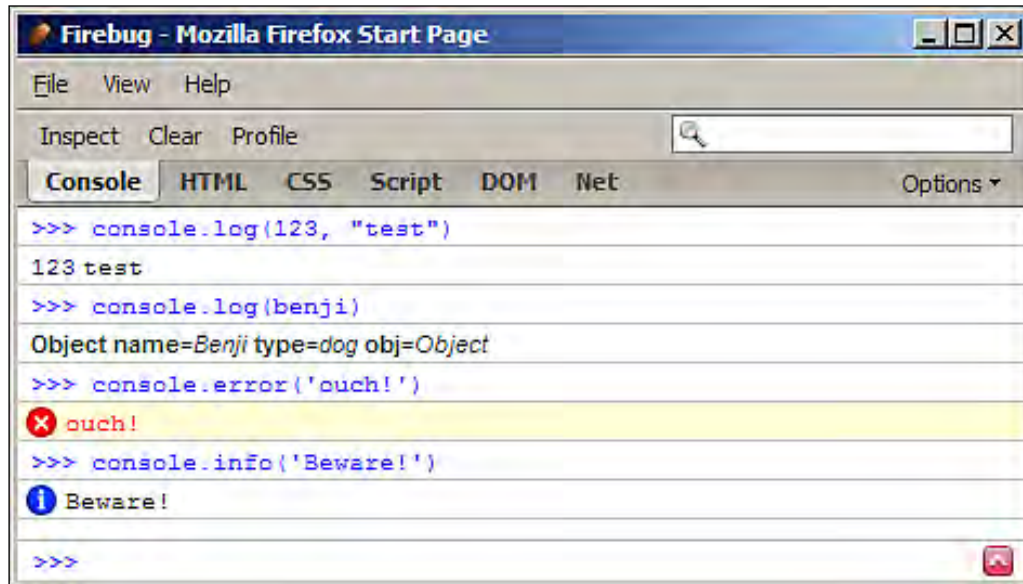 Firebug - Mozilla Firefox Start Page
File View Help
Inspect Clear Profile
Console HTML CSS Script DOM Net Options
>>> console.log(123, "test")
123 test
>>> console.log(benji)
Object name=Benji type=dog obj=Object
>>> console.error('ouch!')
ouch!
>>> console.info('Beware!')
Beware!
>>>